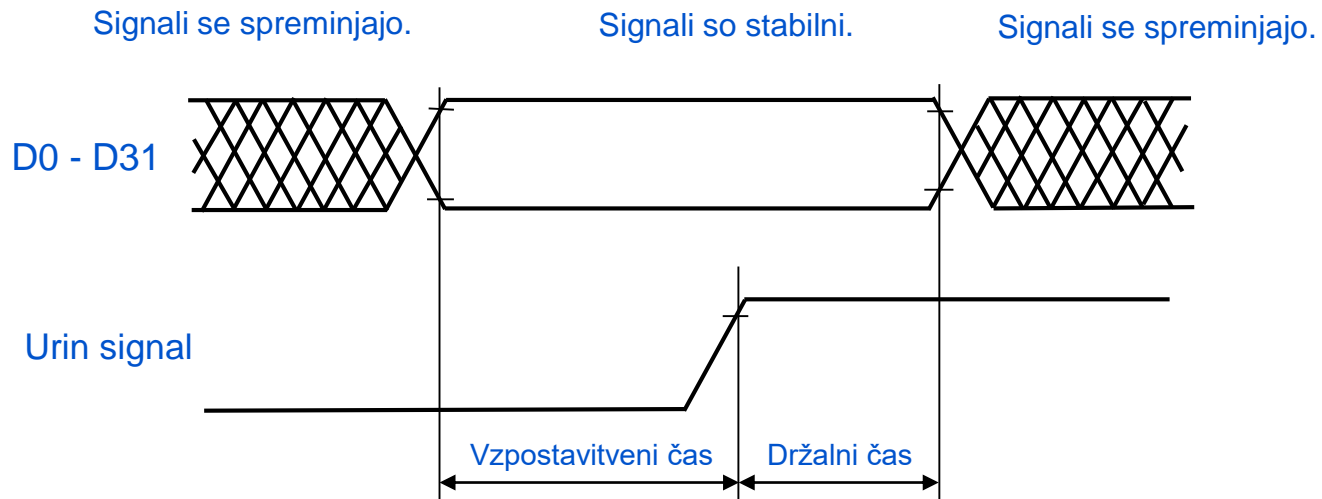 Signali se spreminjajo.
Signali so stabilni.
Signali se spreminjajo.
D0 - D31
Urin signal
Vzpostavitveni čas
Držalni čas